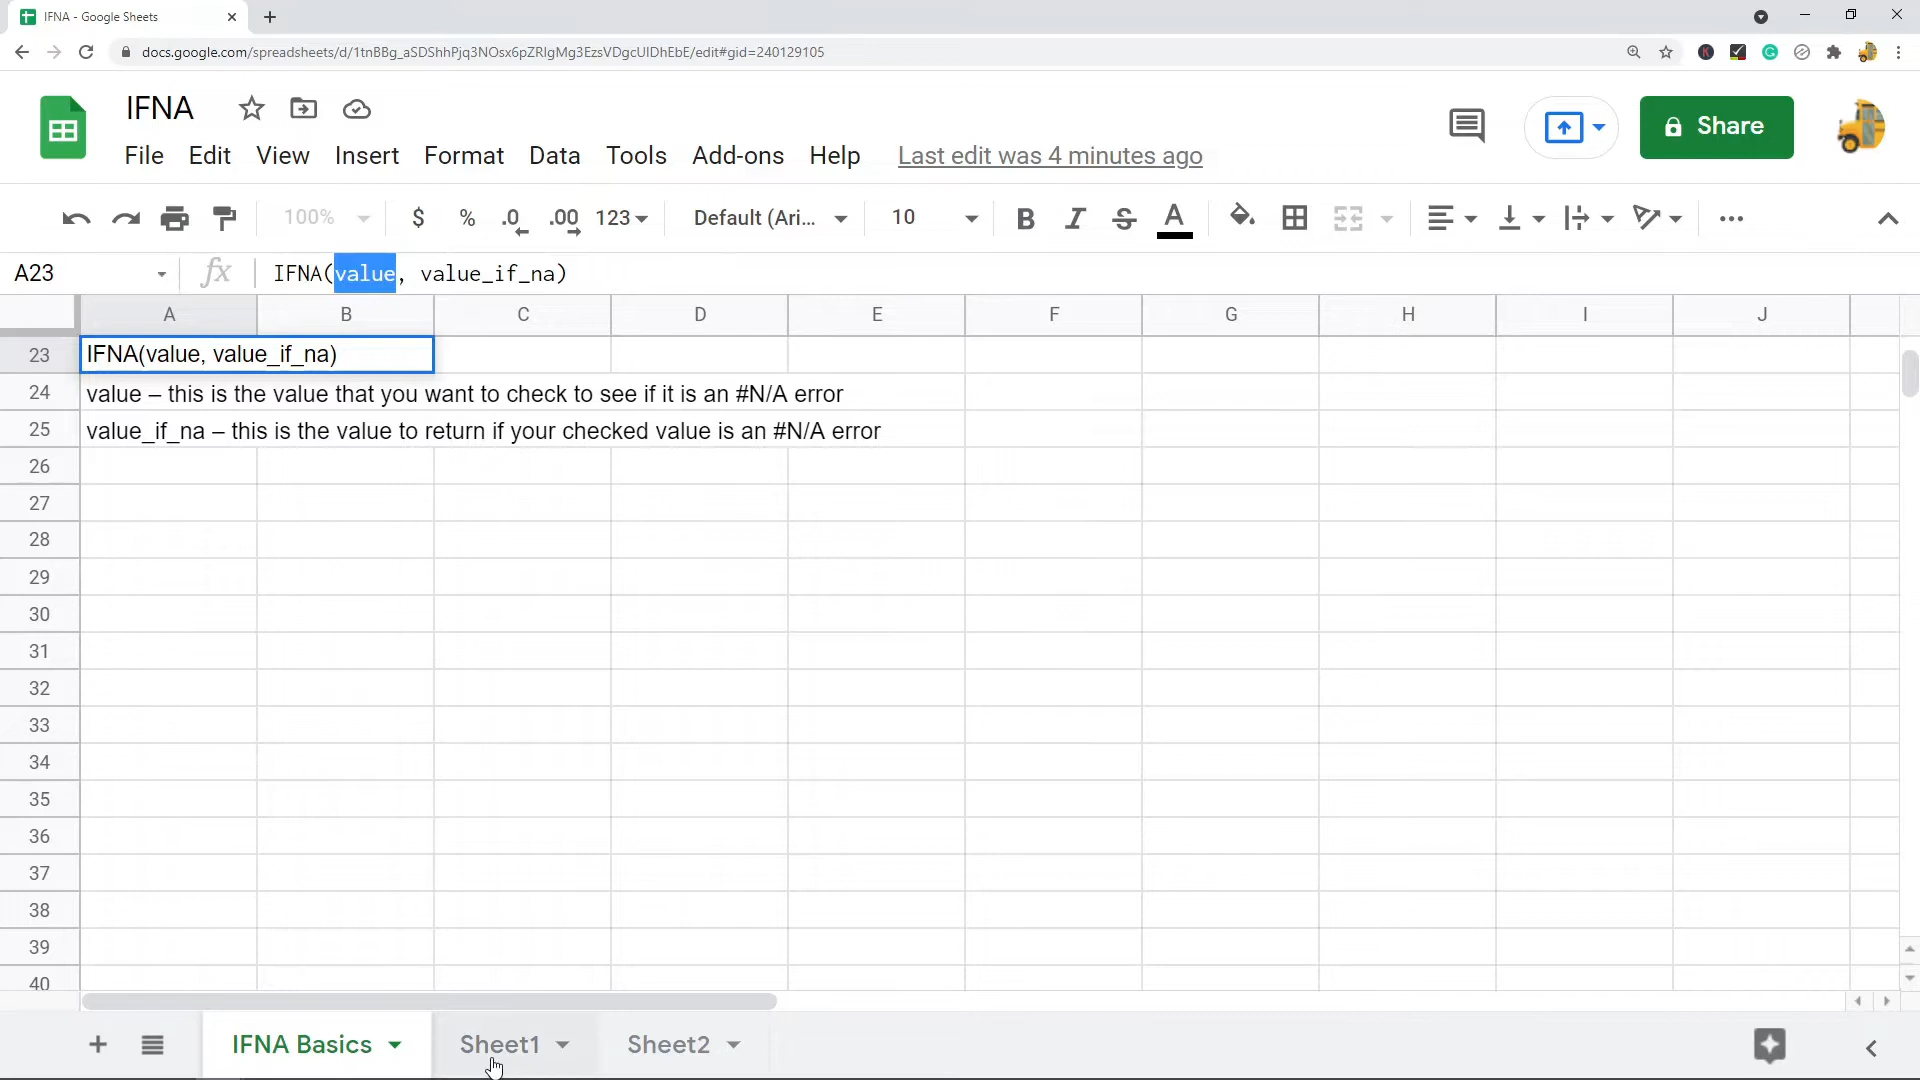 IFNA - Google Sheets
docs.google.com/spreadsheets/d/1tnBBg_aSDShhPjq3NOsx6pZRIgMg3EzsVDgcUIDhEbE/edit#gid=240129105
IFNA
Share
File Edit View Insert Format Data Tools Add-ons Help Last edit was 4 minutes ago
100% $ % .0 .00 123 Default (Ari... 10 B I S A
A23 fx IFNA(value, value_if_na)
A B C D E F G H I J
23 IFNA(value, value_if_na)
24 value – this is the value that you want to check to see if it is an #N/A error
25 value_if_na – this is the value to return if your checked value is an #N/A error
26
27
28
29
30
31
32
33
34
35
36
37
38
39
40
IFNA Basics Sheet1 Sheet2